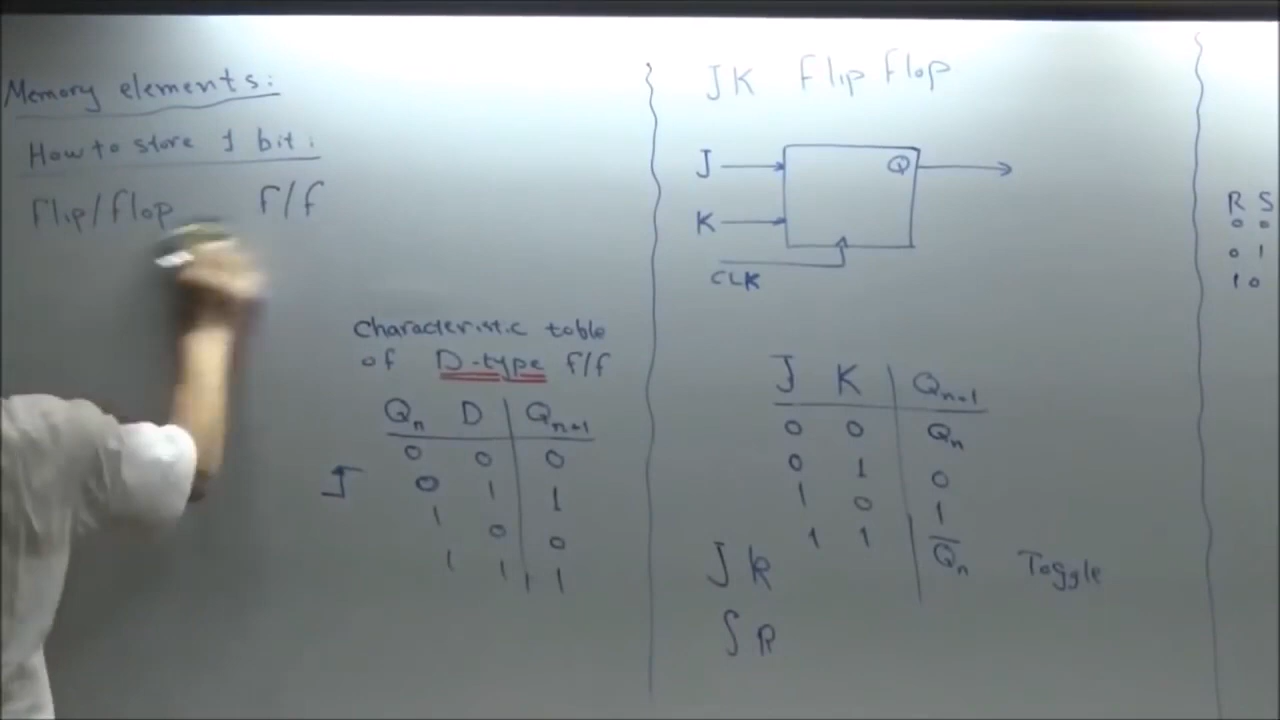 Memory elements:
How to store 1 bit:
Flip/flop f/f
characteristic table
of D-type f/f
Qn D Qn+1
0 0 0
0 1 1
1 0 0
1 1 1
JK Flip Flop
J Q
K
CLK
J K Qn+1
0 0 Qn
0 1 0
1 0 1
1 1 Q̅n Toggle
J K
S R
R S
0 0
0 1
1 0